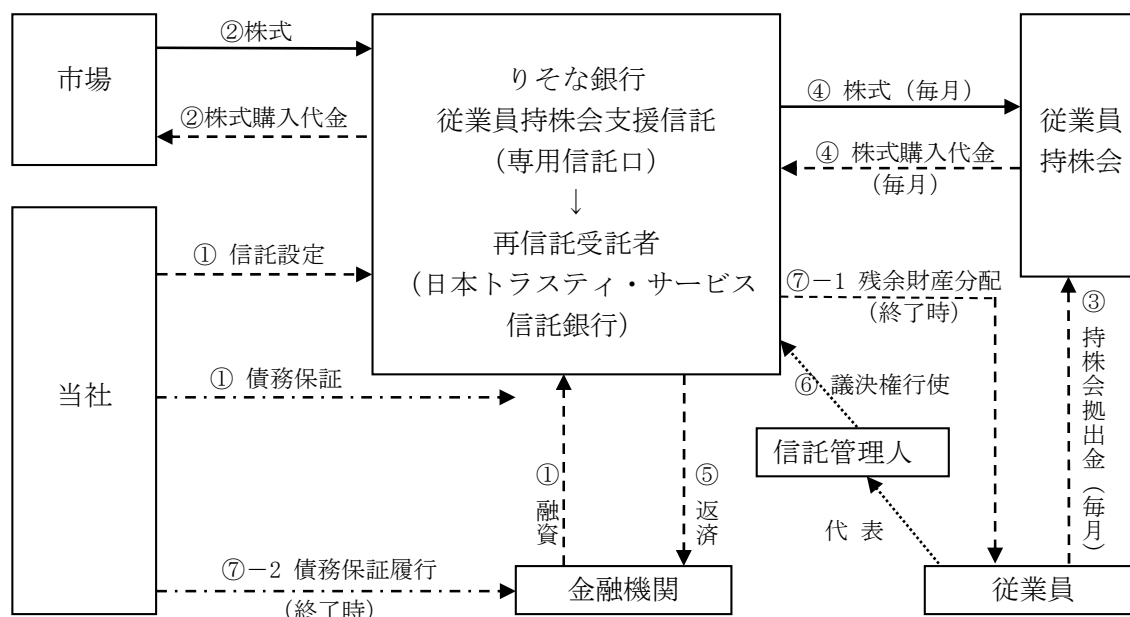 ②株式
市場
②株式購入代金
りそな銀行
従業員持株会支援信託
（専用信託口）
↓
再信託受託者
（日本トラスティ・サービス
信託銀行）
④ 株式（毎月）
従業員
持株会
④ 株式購入代金
（毎月）
① 信託設定
⑦－1 残余財産分配
（終了時）
③持株会拠出金（毎月）
当社
① 債務保証
⑥ 議決権行使
信託管理人
①融資
⑤返済
代 表
⑦－2 債務保証履行
（終了時）
金融機関
従業員